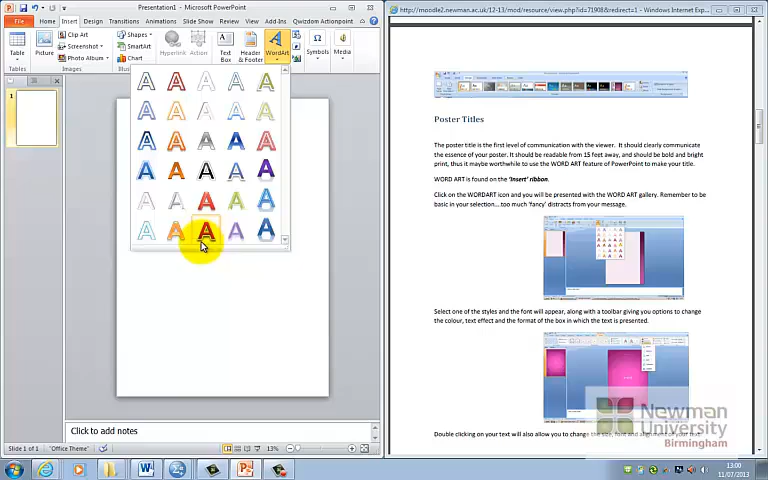 Presentation1 - Microsoft PowerPoint
File
Home
Insert
Design
Transitions
Animations
Slide Show
Review
View
Add-Ins
Qwizdom Actionpoint
Table
Picture
Clip Art
Screenshot
Photo Album
Shapes
SmartArt
Chart
Hyperlink
Action
Text
Box
Header
& Footer
WordArt
Symbols
Media
1
Click to add notes
Slide 1 of 1
"Office Theme"
13%
http://moodle2.newman.ac.uk/12-13/mod/resource/view.php?id=71908&redirect=1 - Windows Internet Exp...
Poster Titles
The poster title is the first level of communication with the viewer. It should clearly communicate
the essence of your poster. It should be readable from 15 feet away, and should be bold and bright
print, thus it maybe worthwhile to use the WORD ART feature of PowerPoint to make your title.
WORD ART is found on the 'Insert' ribbon.
Click on the WORDART icon and you will be presented with the WORD ART gallery. Remember to be
basic in your selection... too much 'fancy' distracts from your message.
Select one of the styles and the font will appear, along with a toolbar giving you options to change
the colour, text effect and the format of the box in which the text is presented.
Newman
University
Birmingham
Double clicking on your text will also allow you to change the size, font and alignment of your text.
13:00
11/07/2013